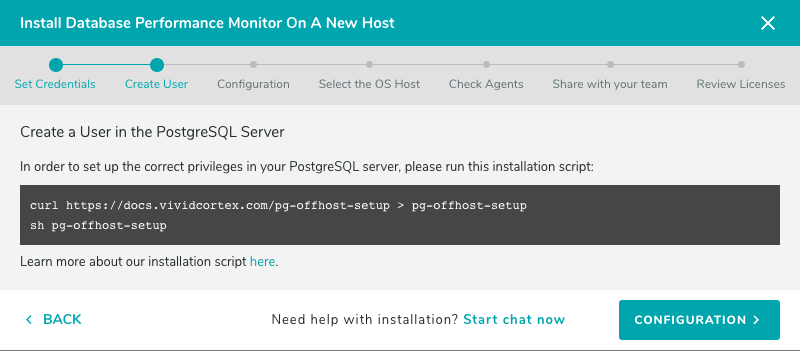 Install Database Performance Monitor On A New Host
Set Credentials Create User Configuration Select the OS Host Check Agents Share with your team Review Licenses
Create a User in the PostgreSQL Server
In order to set up the correct privileges in your PostgreSQL server, please run this installation script:
curl https://docs.vividcortex.com/pg-offhost-setup > pg-offhost-setup
sh pg-offhost-setup
Learn more about our installation script here.
BACK Need help with installation? Start chat now CONFIGURATION